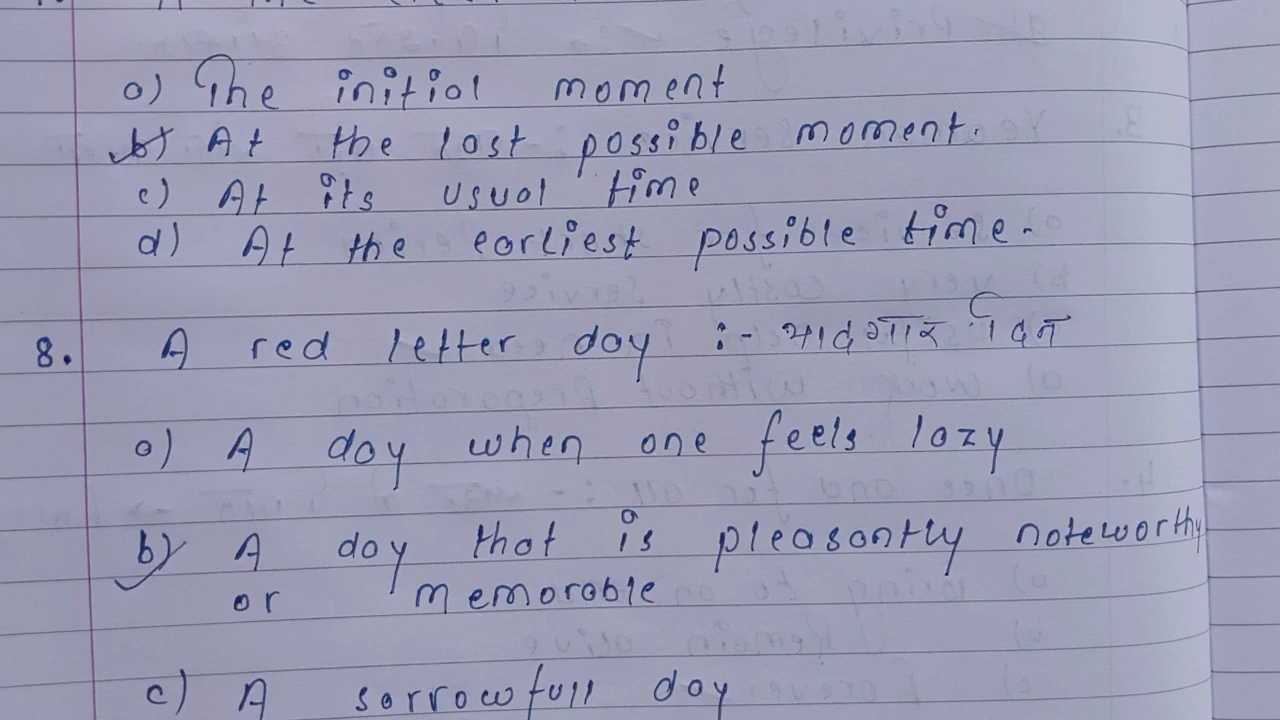 a) The initial moment
b) At the last possible moment.
c) At its usual time
d) At the earliest possible time.
8. A red letter day :- यादगार दिन
a) A day when one feels lazy
b) A day that is pleasantly noteworthy
or memorable
c) A sorrowfull day